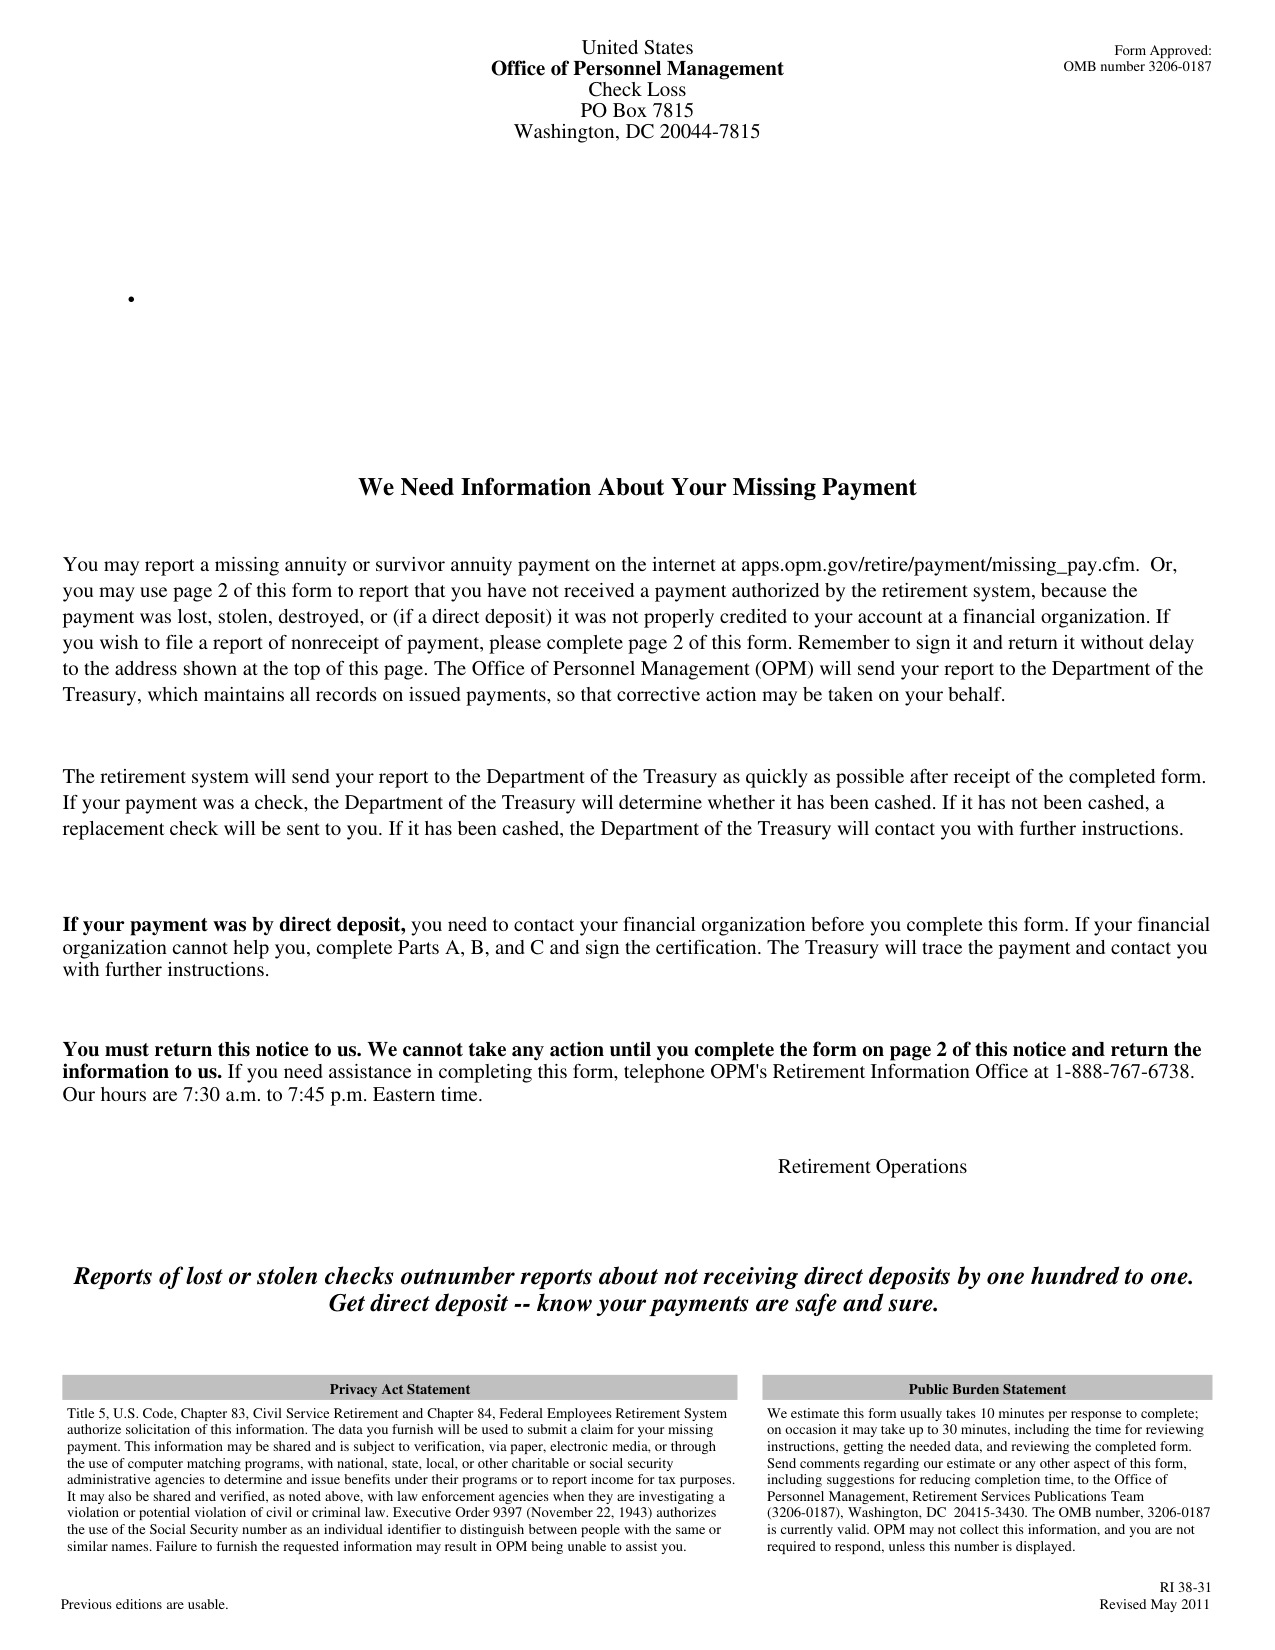 United States
Office of Personnel Management
Check Loss
PO Box 7815
Washington, DC 20044-7815
Form Approved:
OMB number 3206-0187
•
We Need Information About Your Missing Payment
You may report a missing annuity or survivor annuity payment on the internet at apps.opm.gov/retire/payment/missing_pay.cfm.  Or,
you may use page 2 of this form to report that you have not received a payment authorized by the retirement system, because the
payment was lost, stolen, destroyed, or (if a direct deposit) it was not properly credited to your account at a financial organization. If
you wish to file a report of nonreceipt of payment, please complete page 2 of this form. Remember to sign it and return it without delay
to the address shown at the top of this page. The Office of Personnel Management (OPM) will send your report to the Department of the
Treasury, which maintains all records on issued payments, so that corrective action may be taken on your behalf.
The retirement system will send your report to the Department of the Treasury as quickly as possible after receipt of the completed form.
If your payment was a check, the Department of the Treasury will determine whether it has been cashed. If it has not been cashed, a
replacement check will be sent to you. If it has been cashed, the Department of the Treasury will contact you with further instructions.
If your payment was by direct deposit, you need to contact your financial organization before you complete this form. If your financial
organization cannot help you, complete Parts A, B, and C and sign the certification. The Treasury will trace the payment and contact you
with further instructions.
You must return this notice to us. We cannot take any action until you complete the form on page 2 of this notice and return the
information to us. If you need assistance in completing this form, telephone OPM's Retirement Information Office at 1-888-767-6738.
Our hours are 7:30 a.m. to 7:45 p.m. Eastern time.
Retirement Operations
Reports of lost or stolen checks outnumber reports about not receiving direct deposits by one hundred to one.
Get direct deposit -- know your payments are safe and sure.
Privacy Act Statement
Title 5, U.S. Code, Chapter 83, Civil Service Retirement and Chapter 84, Federal Employees Retirement System
authorize solicitation of this information. The data you furnish will be used to submit a claim for your missing
payment. This information may be shared and is subject to verification, via paper, electronic media, or through
the use of computer matching programs, with national, state, local, or other charitable or social security
administrative agencies to determine and issue benefits under their programs or to report income for tax purposes.
It may also be shared and verified, as noted above, with law enforcement agencies when they are investigating a
violation or potential violation of civil or criminal law. Executive Order 9397 (November 22, 1943) authorizes
the use of the Social Security number as an individual identifier to distinguish between people with the same or
similar names. Failure to furnish the requested information may result in OPM being unable to assist you.
Public Burden Statement
We estimate this form usually takes 10 minutes per response to complete;
on occasion it may take up to 30 minutes, including the time for reviewing
instructions, getting the needed data, and reviewing the completed form.
Send comments regarding our estimate or any other aspect of this form,
including suggestions for reducing completion time, to the Office of
Personnel Management, Retirement Services Publications Team
(3206-0187), Washington, DC  20415-3430. The OMB number, 3206-0187
is currently valid. OPM may not collect this information, and you are not
required to respond, unless this number is displayed.
Previous editions are usable.
RI 38-31
Revised May 2011